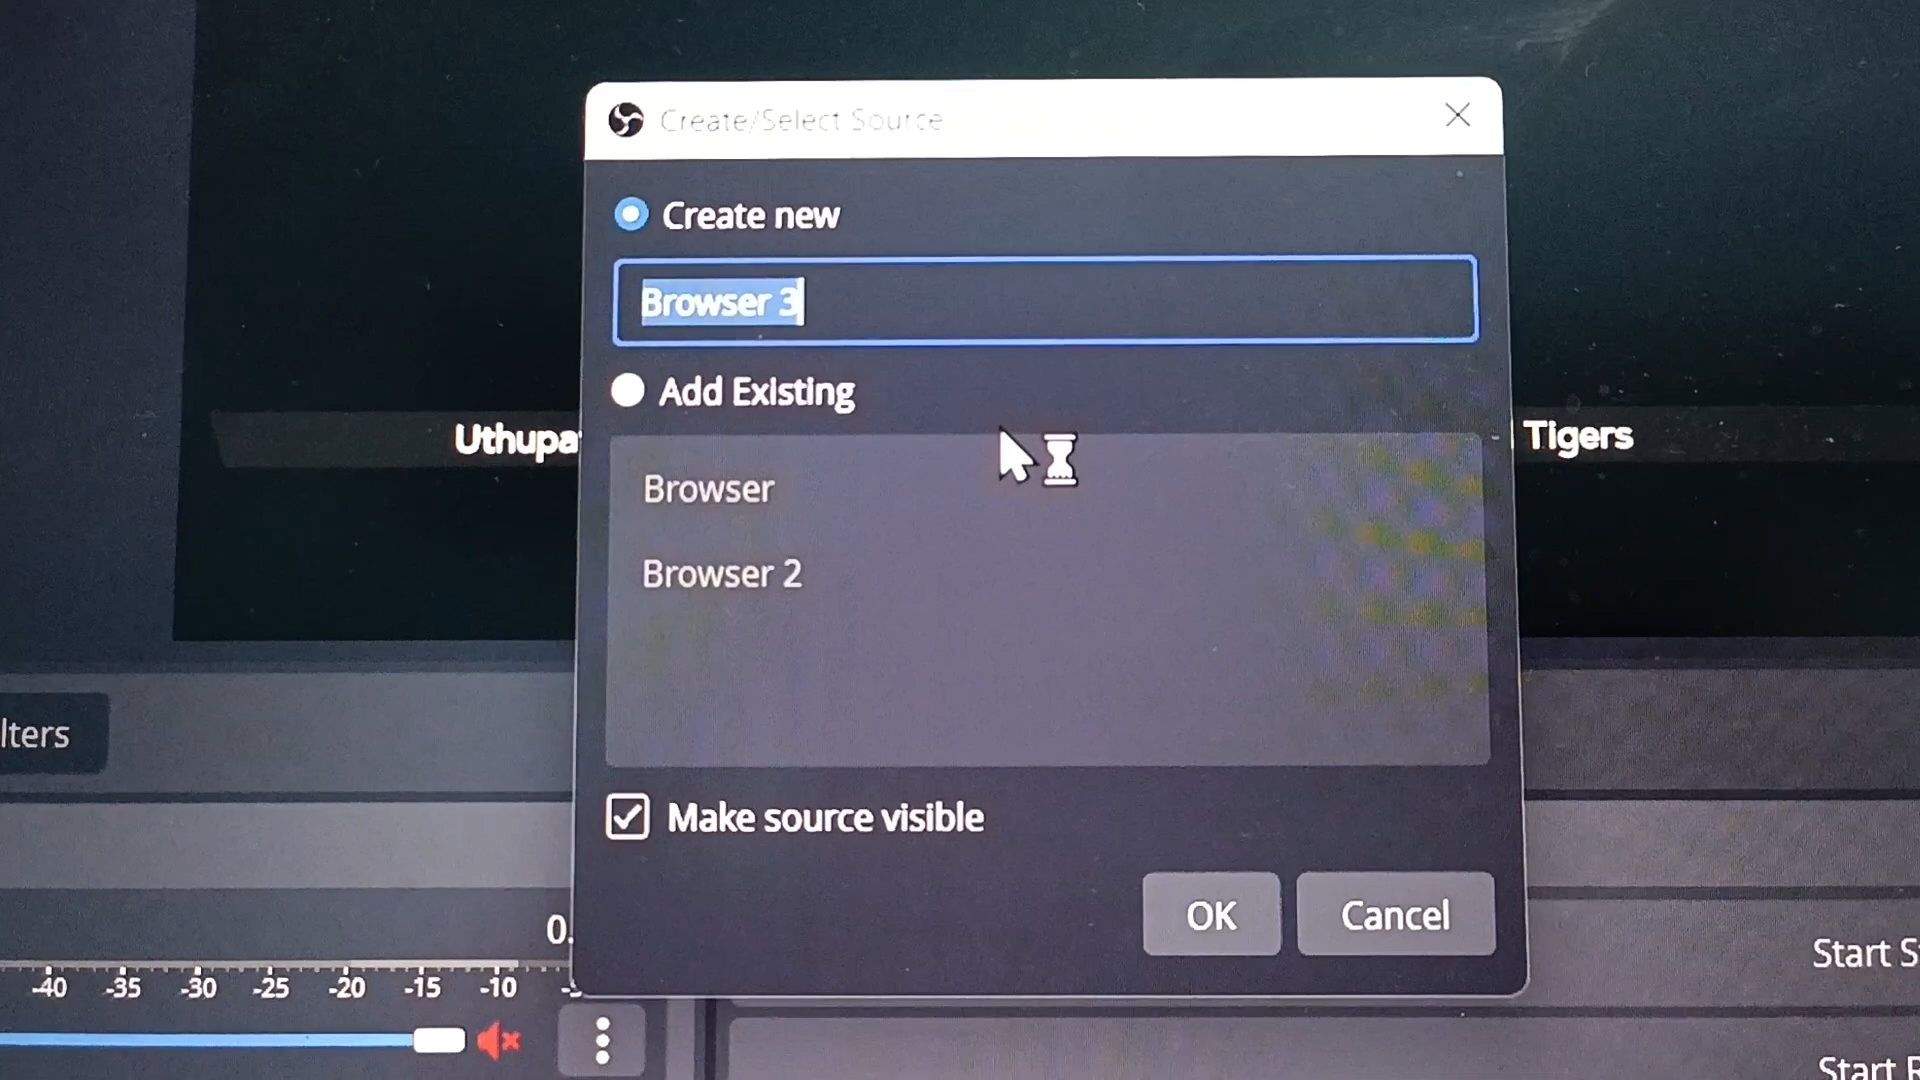 Create/Select Source
Create new
Browser 3
Add Existing
Uthupa
Tigers
Browser
Browser 2
lters
Make source visible
OK
Cancel
0.
Start S
-40 -35 -30 -25 -20 -15 -10
Start R